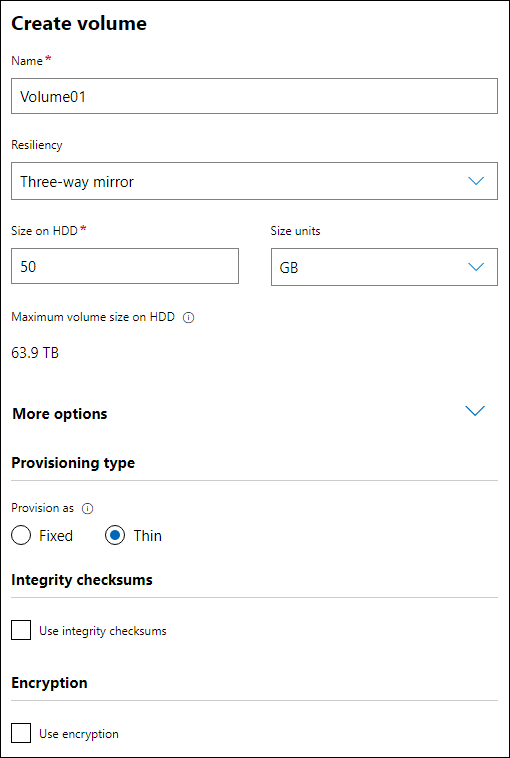 Create volume
Name*
Volume01
Resiliency
Three-way mirror
Size on HDD* Size units
50 GB
Maximum volume size on HDD
63.9 TB
More options
Provisioning type
Provision as
Fixed Thin
Integrity checksums
Use integrity checksums
Encryption
Use encryption